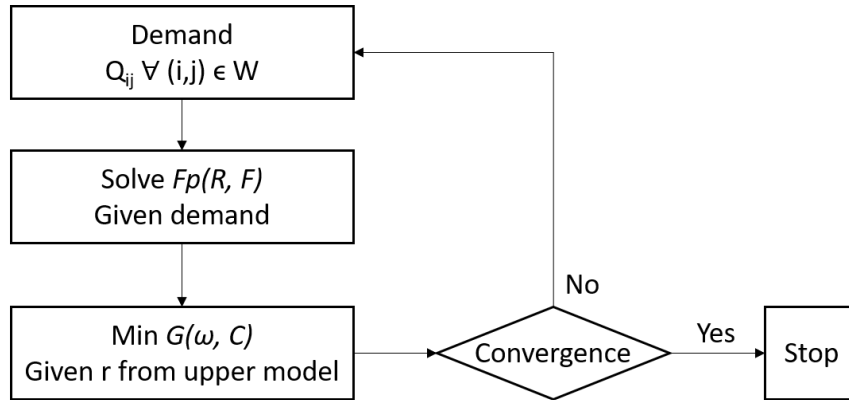 Demand
Qij ∀ (i,j) ϵ W
Solve Fp(R, F)
Given demand
Min G(ω, C)
Given r from upper model
Convergence
No
Yes
Stop